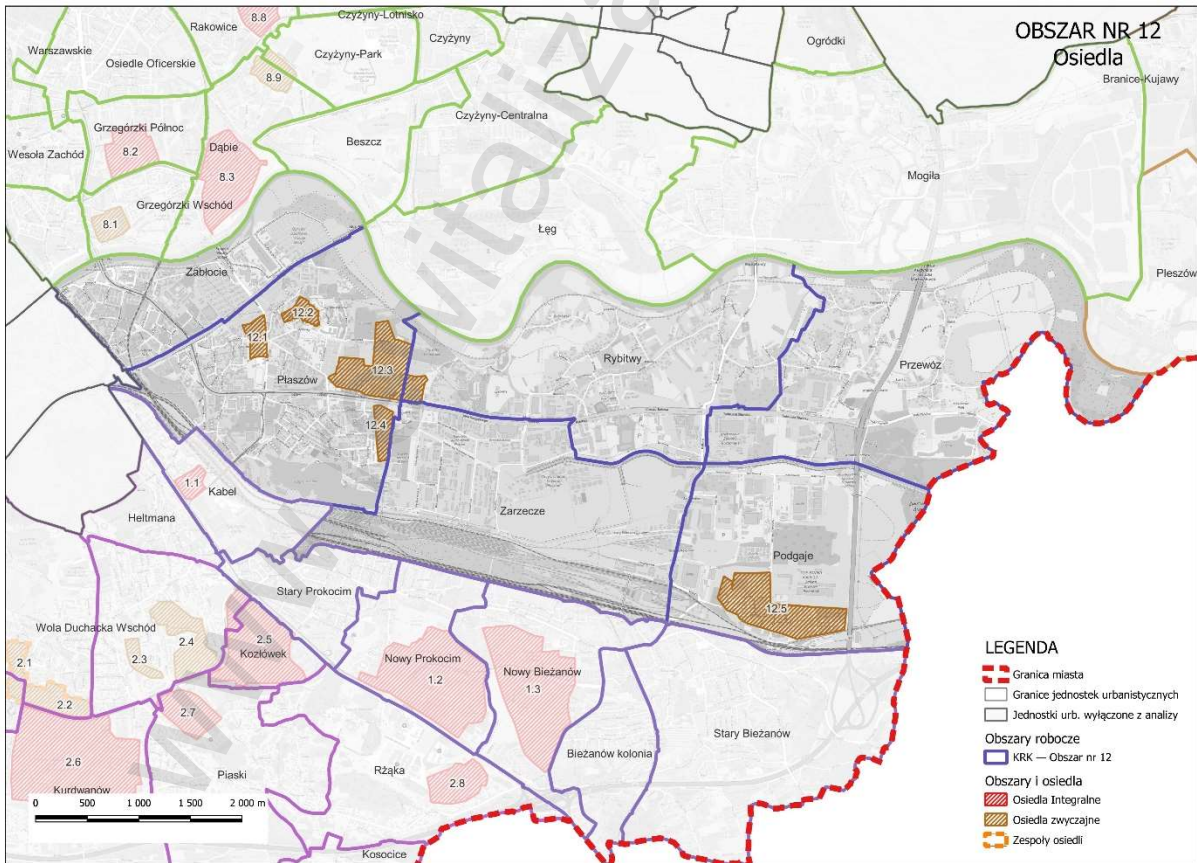 OBSZAR NR 12
Osiedla
Czyżyny-Lotnisko
8.8
Rakowice
Warszawskie
Osiedle Oficerskie
Czyżyny-Park
Czyżyny
Ogródki
Branice-Kujawy
8.9
Grzegórzki Północ
Wesoła Zachód
8.2
Dąbie
8.3
Beszcz
Czyżyny-Centralna
Mogiła
8.1
Grzegórzki Wschód
Łęg
Pleszów
Zabłocie
12.1
12.2
12.3
12.4
Płaszów
Rybitwy
Przewóz
1.1
Kabel
Heltmana
Zarzecze
Podgaje
12.5
Stary Prokocim
Wola Duchacka Wschód
2.1
2.2
2.3
2.4
2.5
Kozłówek
Nowy Prokocim
1.2
Nowy Bieżanów
1.3
2.7
2.6
Kurdwanów
Piaski
Rżąka
2.8
Bieżanów kolonia
Stary Bieżanów
Kosocice
0 500 1 000 1 500 2 000 m
LEGENDA
Granica miasta
Granice jednostek urbanistycznych
Jednostki urb. wyłączone z analizy
Obszary robocze
KRK — Obszar nr 12
Obszary i osiedla
Osiedla Integralne
Osiedla zwyczajne
Zespoły osiedli